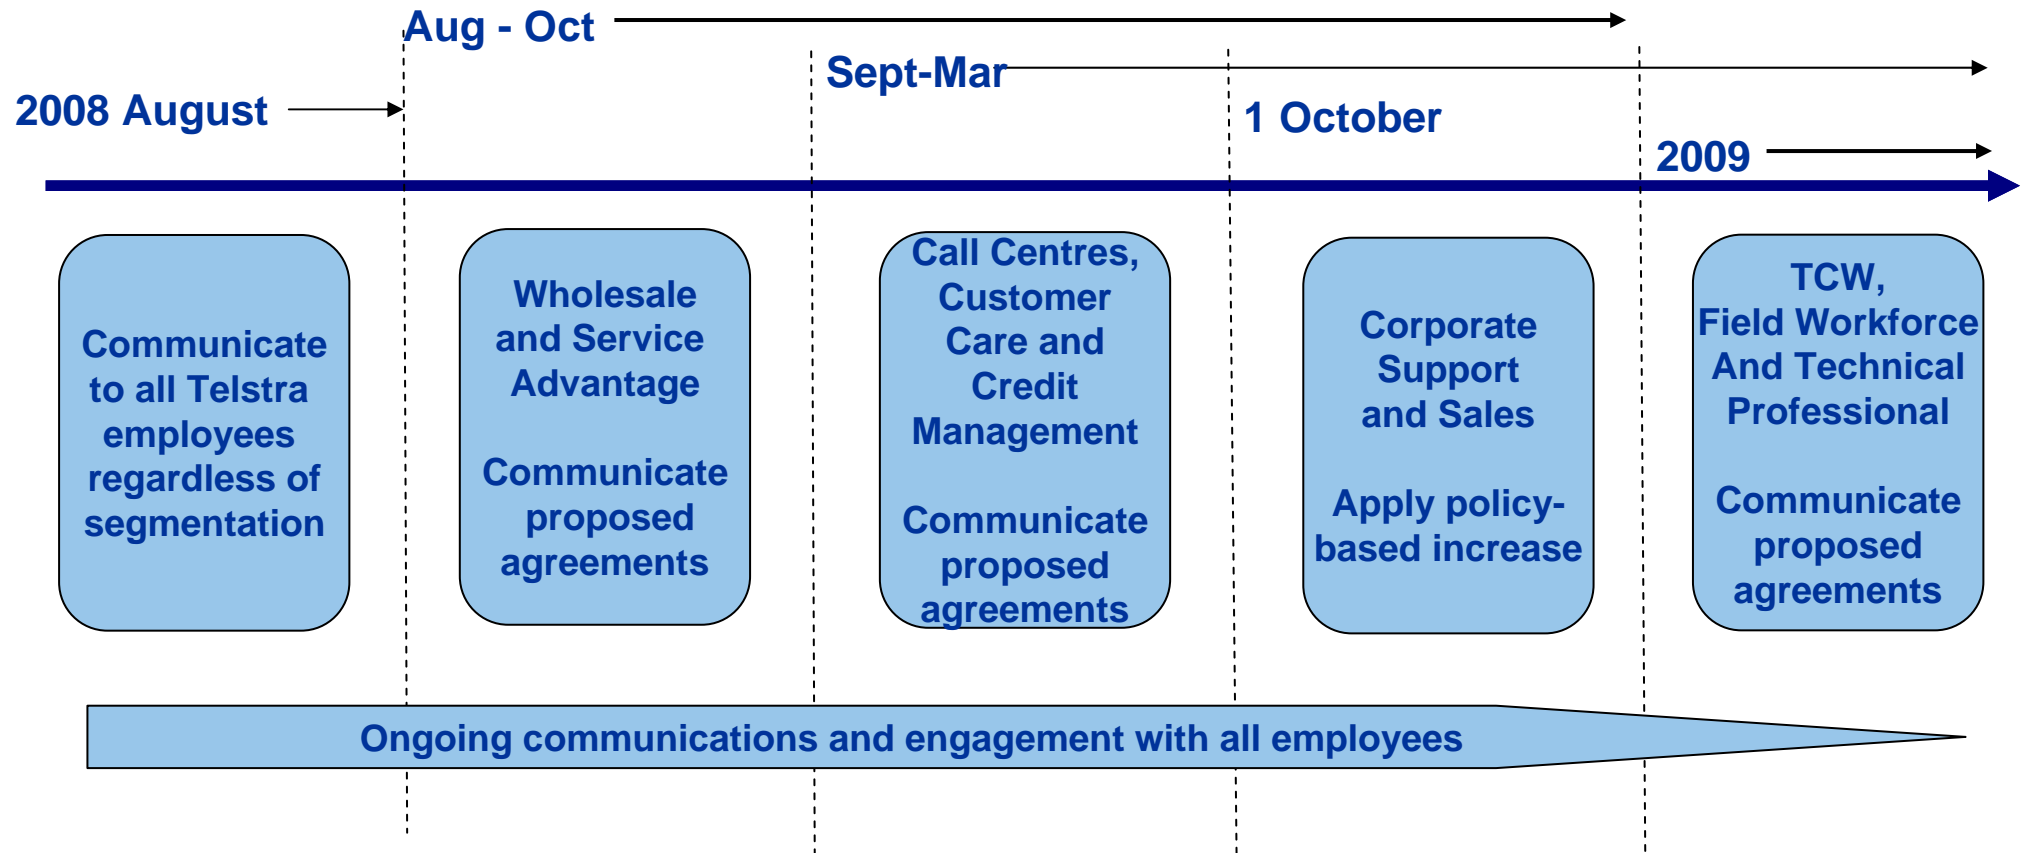 Aug - Oct
Sept-Mar
2008 August
1 October
2009
Communicate
to all Telstra
employees
regardless of
segmentation
Wholesale
and Service
Advantage
Communicate
proposed
agreements
Call Centres,
Customer
Care and
Credit
Management
Communicate
proposed
agreements
Corporate
Support
and Sales
Apply policy-
based increase
TCW,
Field Workforce
And Technical
Professional
Communicate
proposed
agreements
Ongoing communications and engagement with all employees